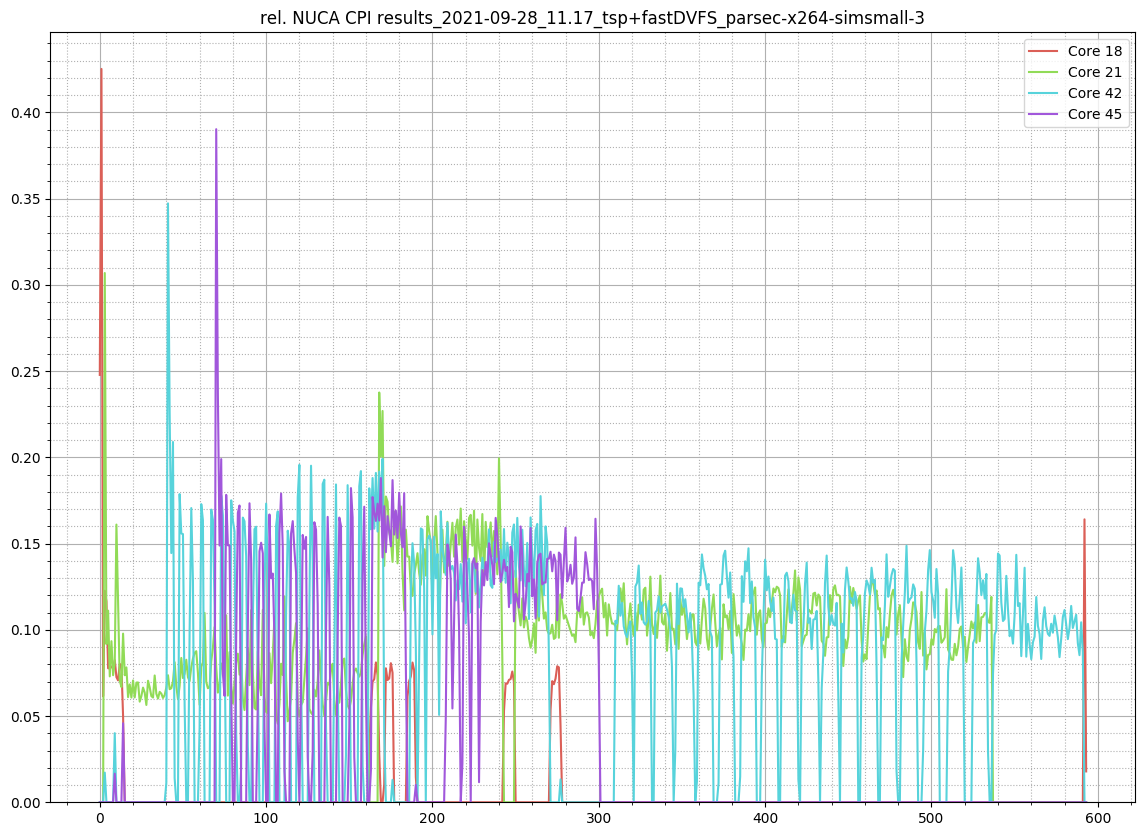 rel. NUCA CPI results_2021-09-28_11.17_tsp+fastDVFS_parsec-x264-simsmall-3
Core 18
Core 21
Core 42
Core 45
0.40
0.35
0.30
0.25
0.20
0.15
0.10
0.05
0.00
0 100 200 300 400 500 600